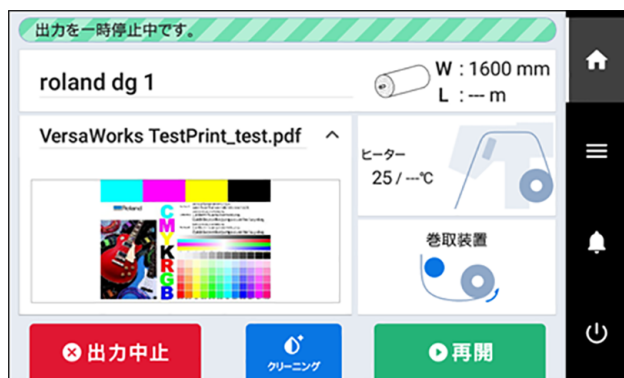 出力を一時停止中です。
roland dg 1
W : 1600 mm
L : --- m
VersaWorks TestPrint_test.pdf
ヒーター
25 / ---℃
Roland
C
M
Y
K
R
G
B
巻取装置
出力中止
クリーニング
再開